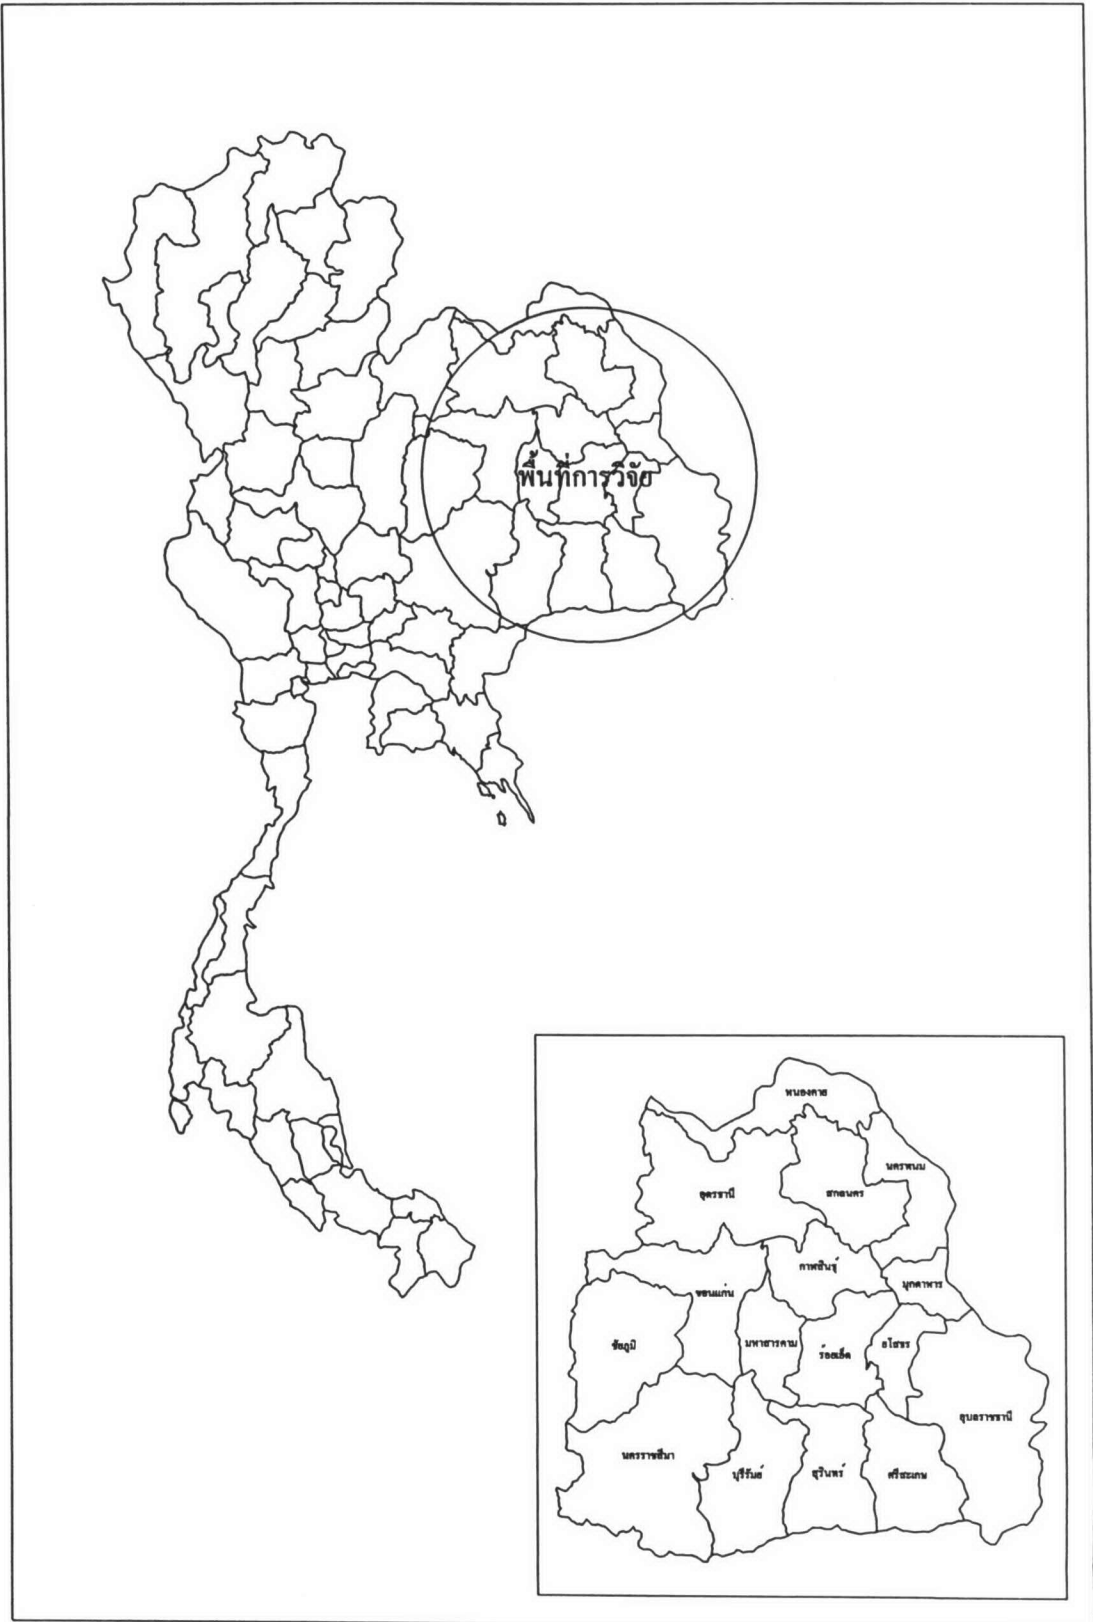 พื้นที่การวิจัย
หนองคาย
นครพนม
อุดรธานี
สกลนคร
กาฬสินธุ์
มุกดาหาร
ขอนแก่น
มหาสารคาม
ร้อยเอ็ด
ยโสธร
ชัยภูมิ
อุบลราชธานี
นครราชสีมา
บุรีรัมย์
สุรินทร์
ศรีสะเกษ